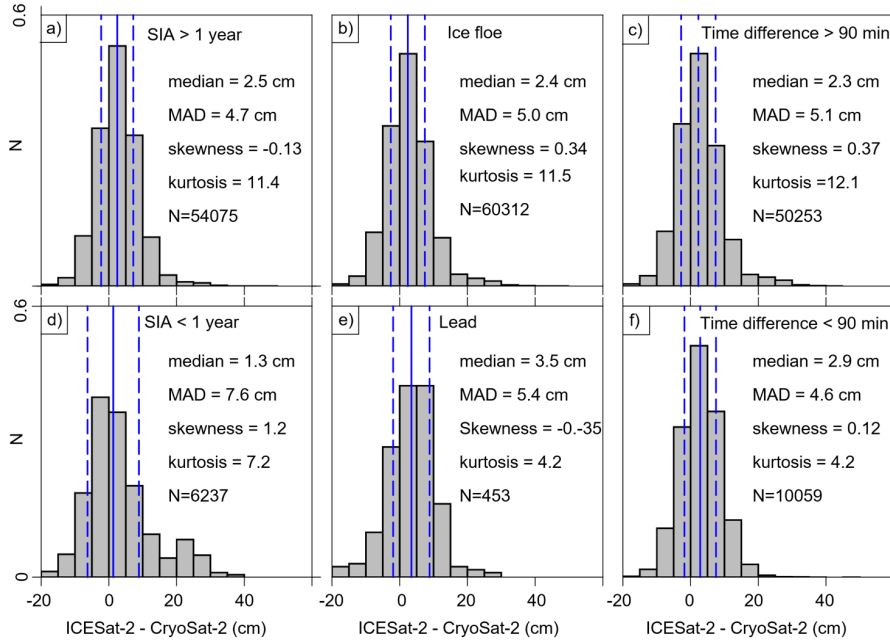 0.6
a)
SIA > 1 year
median = 2.5 cm
MAD = 4.7 cm
skewness = -0.13
kurtosis = 11.4
N=54075
N
b)
Ice floe
median = 2.4 cm
MAD = 5.0 cm
skewness = 0.34
kurtosis = 11.5
N=60312
c)
Time difference > 90 min
median = 2.3 cm
MAD = 5.1 cm
skewness = 0.37
kurtosis =12.1
N=50253
0.6
d)
SIA < 1 year
median = 1.3 cm
MAD = 7.6 cm
skewness = 1.2
kurtosis = 7.2
N=6237
N
0
-20 0 20 40
ICESat-2 - CryoSat-2 (cm)
e)
Lead
median = 3.5 cm
MAD = 5.4 cm
Skewness = -0.-35
kurtosis = 4.2
N=453
-20 0 20 40
ICESat-2 - CryoSat-2 (cm)
f)
Time difference < 90 min
median = 2.9 cm
MAD = 4.6 cm
skewness = 0.12
kurtosis = 4.2
N=10059
-20 0 20 40
ICESat-2 - CryoSat-2 (cm)